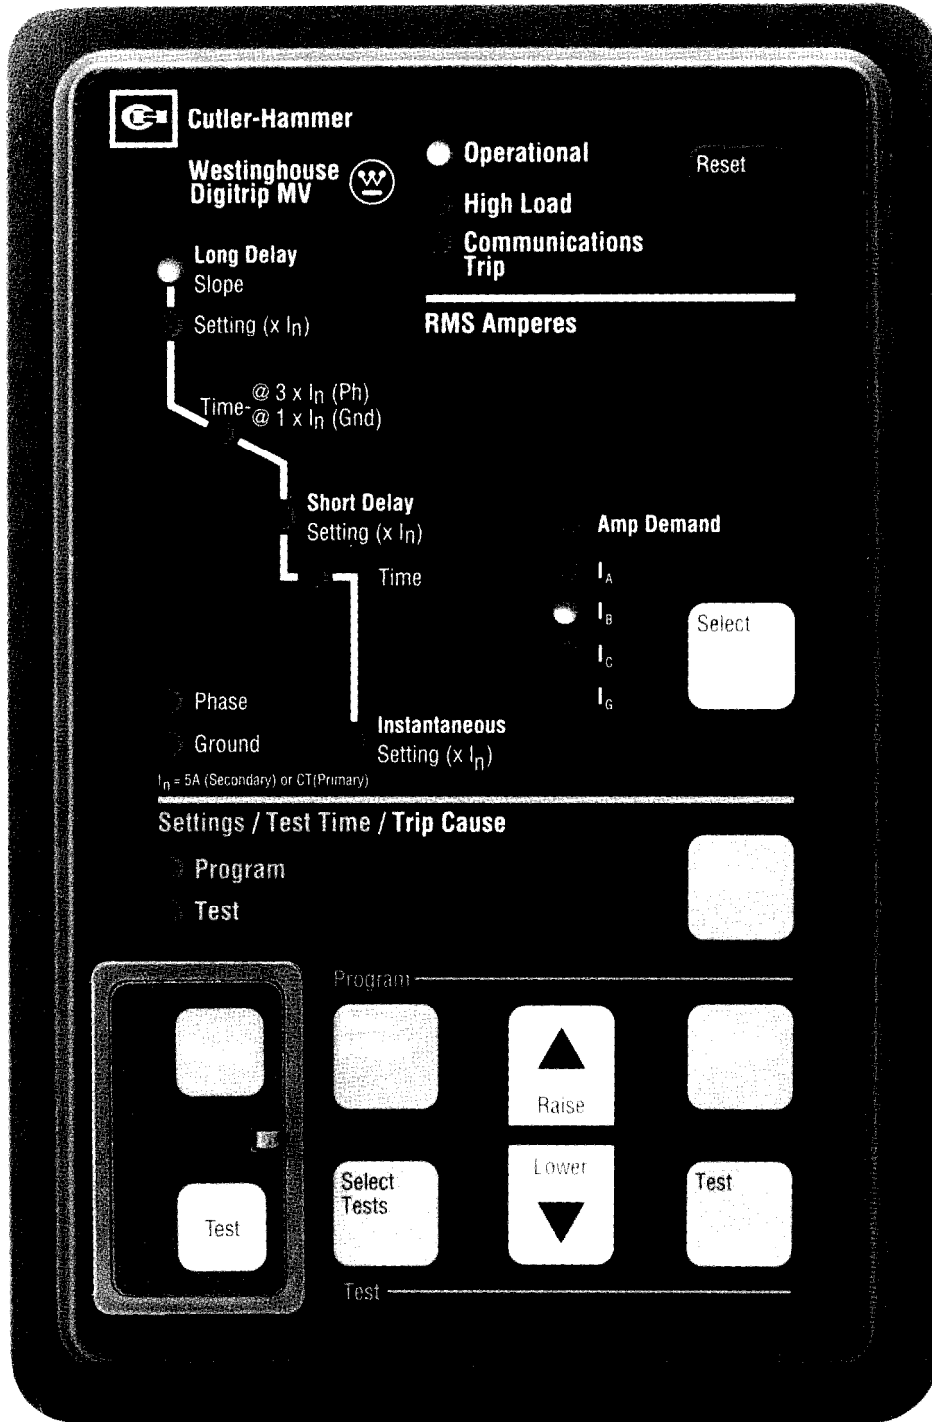 Cutler-Hammer
Westinghouse
Digitrip MV
W
Operational
Reset
High Load
Communications
Trip
Long Delay
Slope
Setting (x In)
RMS Amperes
Time-
@ 3 x In (Ph)
@ 1 x In (Gnd)
Short Delay
Setting (x In)
Time
Amp Demand
IA
IB
IC
IG
Select
Phase
Ground
Instantaneous
Setting (x In)
In = 5A (Secondary) or CT(Primary)
Settings / Test Time / Trip Cause
Program
Test
Program
Raise
Lower
Select
Tests
Test
Test
Test